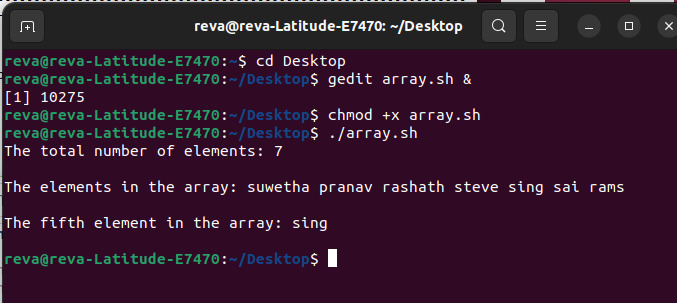 reva@reva-Latitude-E7470: ~/Desktop
reva@reva-Latitude-E7470:~$ cd Desktop
reva@reva-Latitude-E7470:~/Desktop$ gedit array.sh &
[1] 10275
reva@reva-Latitude-E7470:~/Desktop$ chmod +x array.sh
reva@reva-Latitude-E7470:~/Desktop$ ./array.sh
The total number of elements: 7
The elements in the array: suwetha pranav rashath steve sing sai rams
The fifth element in the array: sing
reva@reva-Latitude-E7470:~/Desktop$